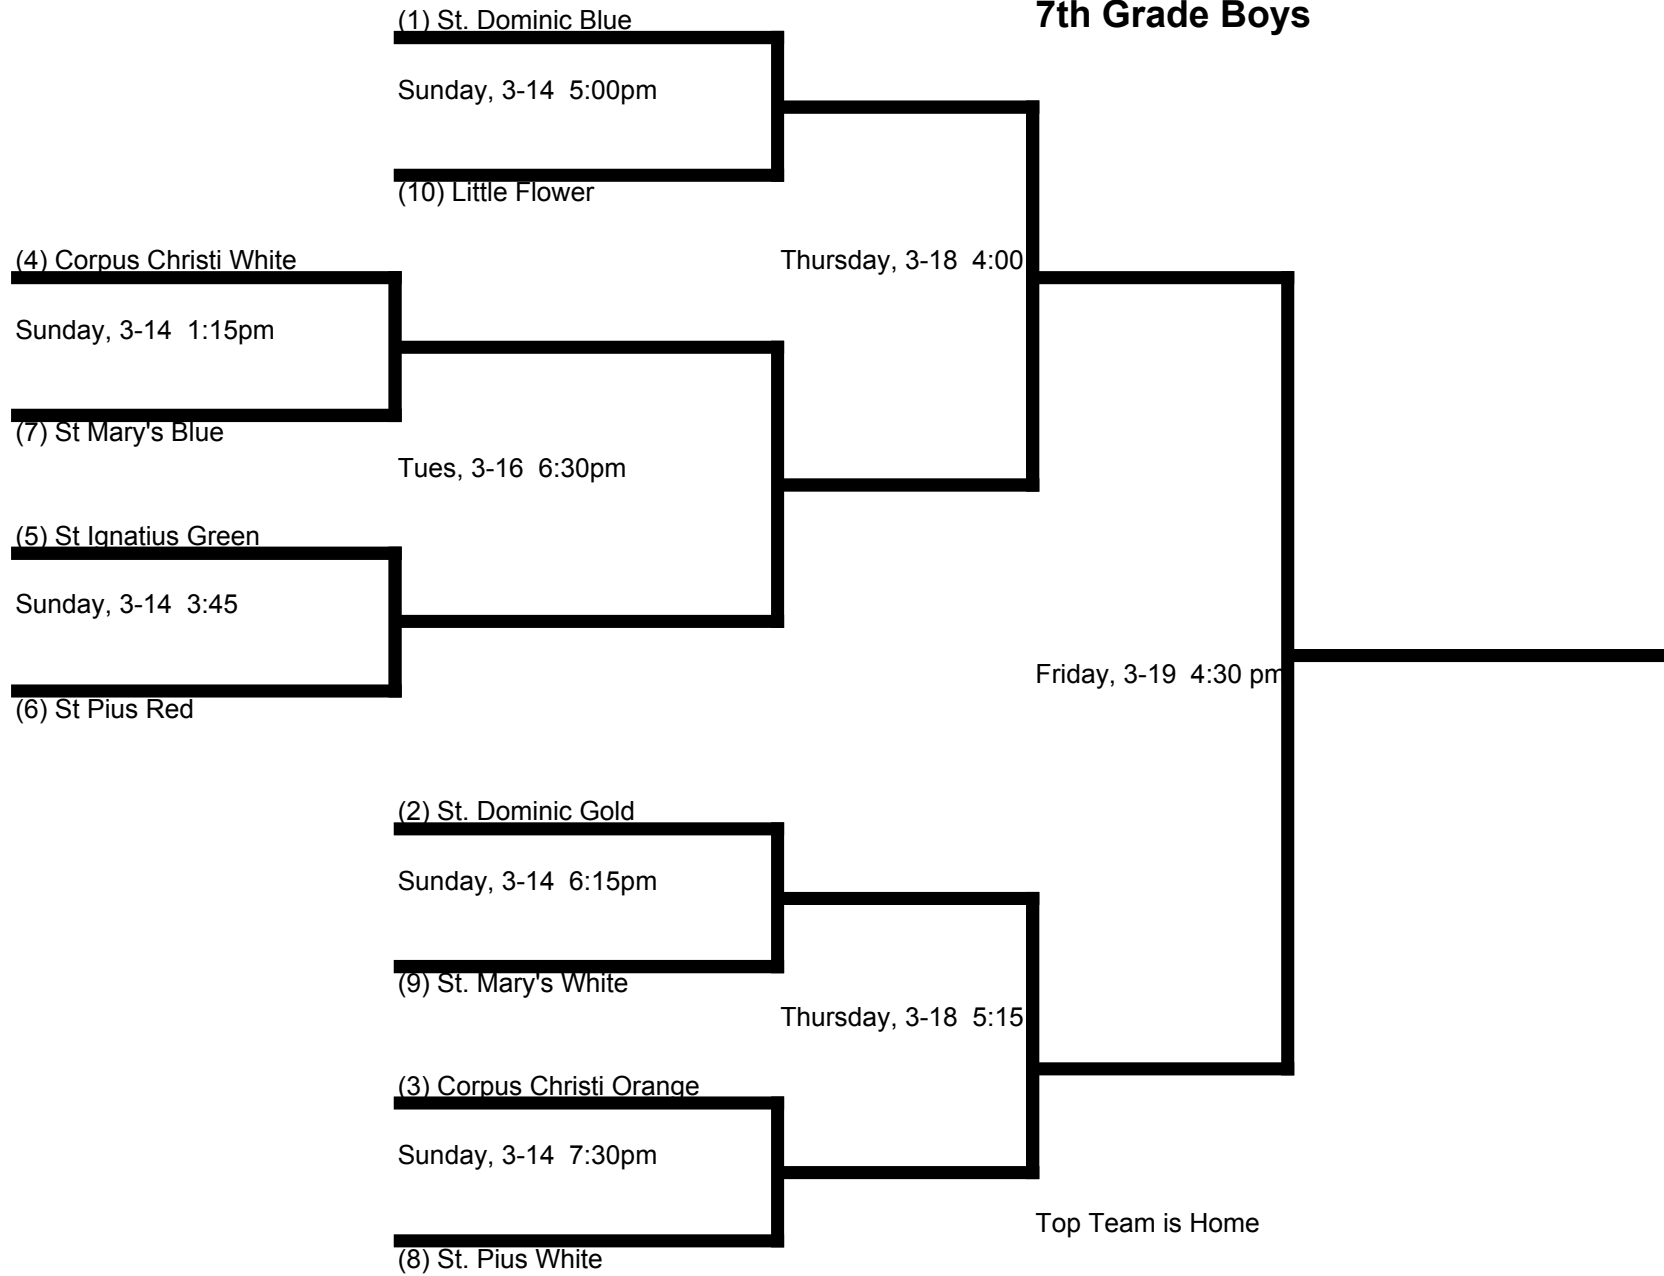 7th Grade Boys
(1) St. Dominic Blue
Sunday, 3-14 5:00pm
(10) Little Flower
(4) Corpus Christi White
Thursday, 3-18 4:00
Sunday, 3-14 1:15pm
(7) St Mary's Blue
Tues, 3-16 6:30pm
(5) St Ignatius Green
Sunday, 3-14 3:45
Friday, 3-19 4:30 pm
(6) St Pius Red
(2) St. Dominic Gold
Sunday, 3-14 6:15pm
(9) St. Mary's White
Thursday, 3-18 5:15
(3) Corpus Christi Orange
Sunday, 3-14 7:30pm
Top Team is Home
(8) St. Pius White